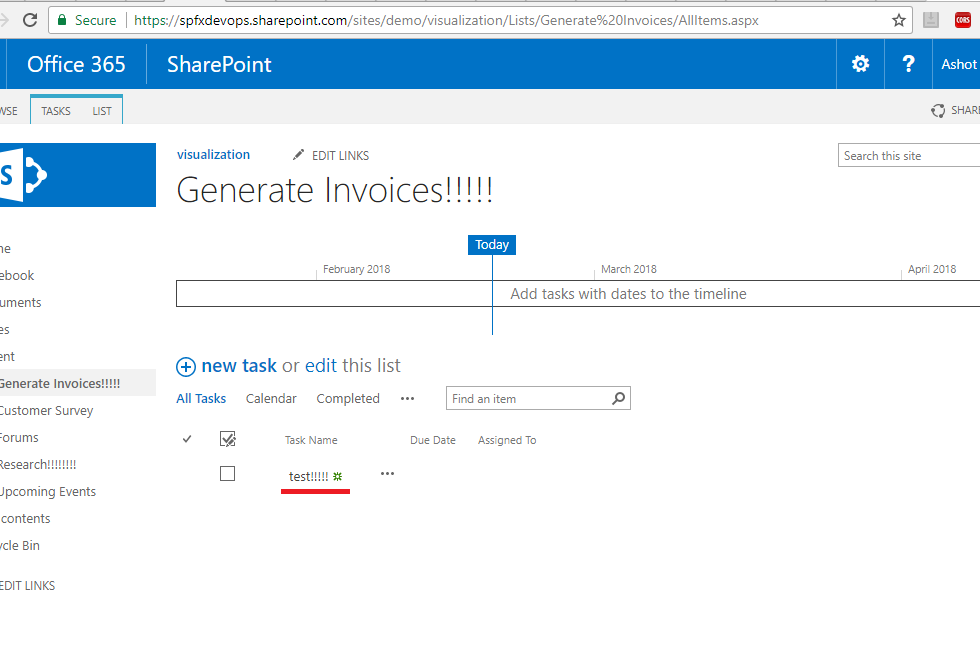 Secure https://spfxdevops.sharepoint.com/sites/demo/visualization/Lists/Generate%20Invoices/AllItems.aspx
CORS
Office 365 SharePoint ? Ashot
WSE TASKS LIST SHAR
S
visualization EDIT LINKS Search this site
Generate Invoices!!!!!
Today
February 2018 March 2018 April 2018
Add tasks with dates to the timeline
new task or edit this list
All Tasks Calendar Completed ••• Find an item
Task Name Due Date Assigned To
test!!!!! •••
me
ebook
uments
es
ent
Generate Invoices!!!!!
Customer Survey
Forums
Research!!!!!!!!
Upcoming Events
contents
ycle Bin
EDIT LINKS